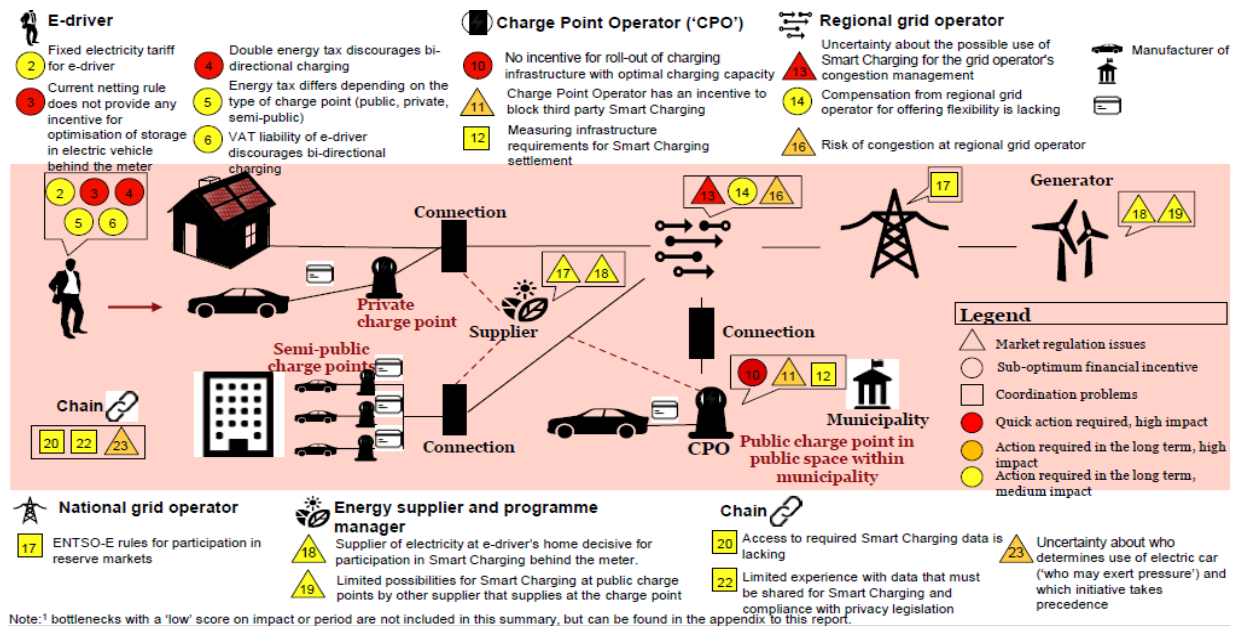 E-driver
2 Fixed electricity tariff
for e-driver
3 Current netting rule
does not provide any
incentive for
optimisation of storage
in electric vehicle
behind the meter
4 Double energy tax discourages bi-
directional charging
5 Energy tax differs depending on the
type of charge point (public, private,
semi-public)
6 VAT liability of e-driver
discourages bi-directional
charging
Charge Point Operator (‘CPO’)
10 No incentive for roll-out of charging
infrastructure with optimal charging capacity
11 Charge Point Operator has an incentive to
block third party Smart Charging
12 Measuring infrastructure
requirements for Smart Charging
settlement
Regional grid operator
13 Uncertainty about the possible use of
Smart Charging for the grid operator's
congestion management
14 Compensation from regional grid
operator for offering flexibility is lacking
16 Risk of congestion at regional grid operator
Manufacturer of
2 3 4
5 6
Connection
13 14 16
17
Generator
18 19
17 18
Private
charge point
Supplier
Semi-public
charge points
Connection
Connection
10 11 12
Municipality
CPO
Public charge point in
public space within
municipality
Chain
20 22 23
Legend
Market regulation issues
Sub-optimum financial incentive
Coordination problems
Quick action required, high impact
Action required in the long term, high
impact
Action required in the long term,
medium impact
National grid operator
17 ENTSO-E rules for participation in
reserve markets
Energy supplier and programme
manager
18 Supplier of electricity at e-driver's home decisive for
participation in Smart Charging behind the meter.
19 Limited possibilities for Smart Charging at public charge
points by other supplier that supplies at the charge point
Chain
20 Access to required Smart Charging data is
lacking
22 Limited experience with data that must
be shared for Smart Charging and
compliance with privacy legislation
23 Uncertainty about who
determines use of electric car
(‘who may exert pressure’) and
which initiative takes
precedence
Note:¹ bottlenecks with a ‘low’ score on impact or period are not included in this summary, but can be found in the appendix to this report.